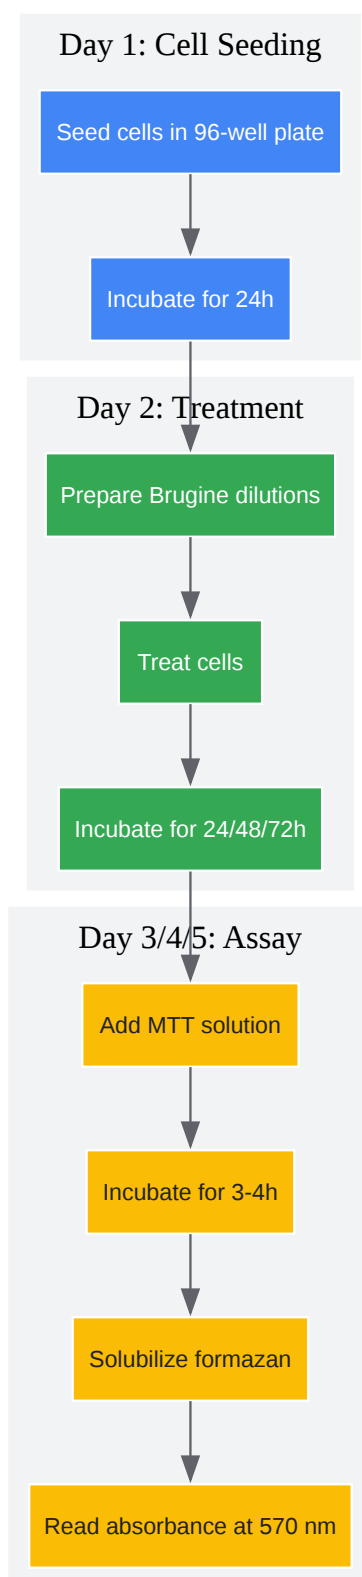 Day 1: Cell Seeding
Seed cells in 96-well plate
Incubate for 24h
Day 2: Treatment
Prepare Brugine dilutions
Treat cells
Incubate for 24/48/72h
Day 3/4/5: Assay
Add MTT solution
Incubate for 3-4h
Solubilize formazan
Read absorbance at 570 nm